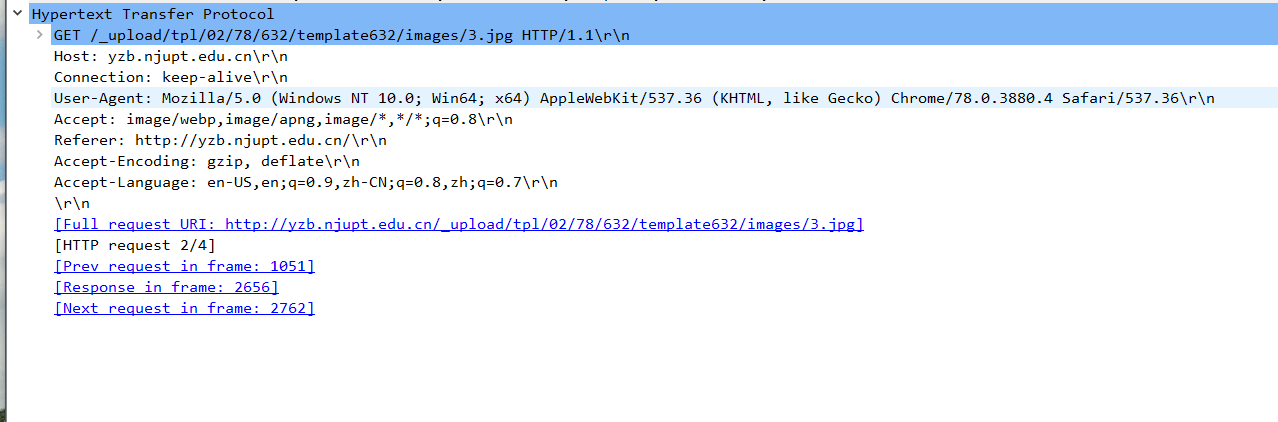 Hypertext Transfer Protocol
GET /_upload/tpl/02/78/632/template632/images/3.jpg HTTP/1.1\r\n
Host: yzb.njupt.edu.cn\r\n
Connection: keep-alive\r\n
User-Agent: Mozilla/5.0 (Windows NT 10.0; Win64; x64) AppleWebKit/537.36 (KHTML, like Gecko) Chrome/78.0.3880.4 Safari/537.36\r\n
Accept: image/webp,image/apng,image/*,*/*;q=0.8\r\n
Referer: http://yzb.njupt.edu.cn/\r\n
Accept-Encoding: gzip, deflate\r\n
Accept-Language: en-US,en;q=0.9,zh-CN;q=0.8,zh;q=0.7\r\n
\r\n
[Full request URI: http://yzb.njupt.edu.cn/_upload/tpl/02/78/632/template632/images/3.jpg]
[HTTP request 2/4]
[Prev request in frame: 1051]
[Response in frame: 2656]
[Next request in frame: 2762]